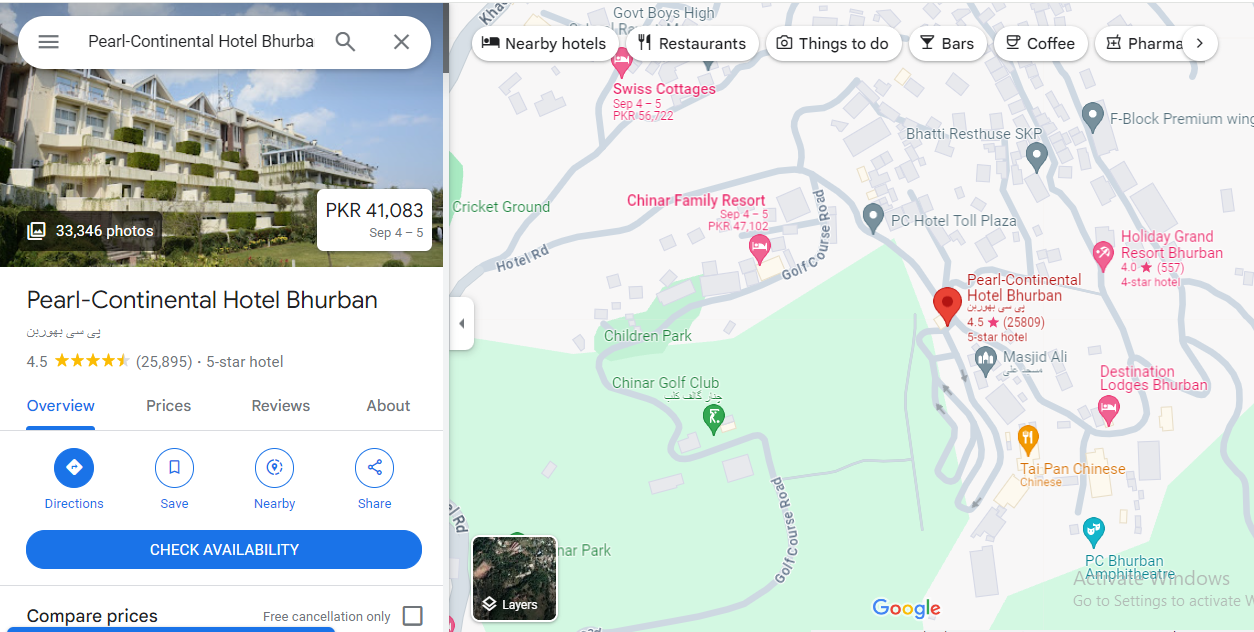 Pearl-Continental Hotel Bhurba
33,346 photos
PKR 41,083
Sep 4 – 5
Pearl-Continental Hotel Bhurban
پی سی بھوربن
4.5 (25,895) · 5-star hotel
Overview Prices Reviews About
Directions Save Nearby Share
CHECK AVAILABILITY
Compare prices Free cancellation only
Nearby hotels Restaurants Things to do Bars Coffee Pharma
Govt Boys High
Swiss Cottages
Sep 4 – 5
PKR 56,722
Bhatti Resthuse SKP
F-Block Premium wing
Cricket Ground
Chinar Family Resort
Sep 4 – 5
PKR 47,102
Golf Course Road
Hotel Rd
PC Hotel Toll Plaza
Holiday Grand
Resort Bhurban
4.0 ★ (557)
4-star hotel
Pearl-Continental
Hotel Bhurban
پی سی بھوربن
4.5 ★ (25809)
5-star hotel
Children Park
Masjid Ali
مسجد علی
Chinar Golf Club
چنار گالف کلب
Destination
Lodges Bhurban
Tai Pan Chinese
Chinese
Golf Course Road
Rd
nar Park
PC Bhurban
Amphitheatre
Layers
Google
Activate Windows
Go to Settings to activate W